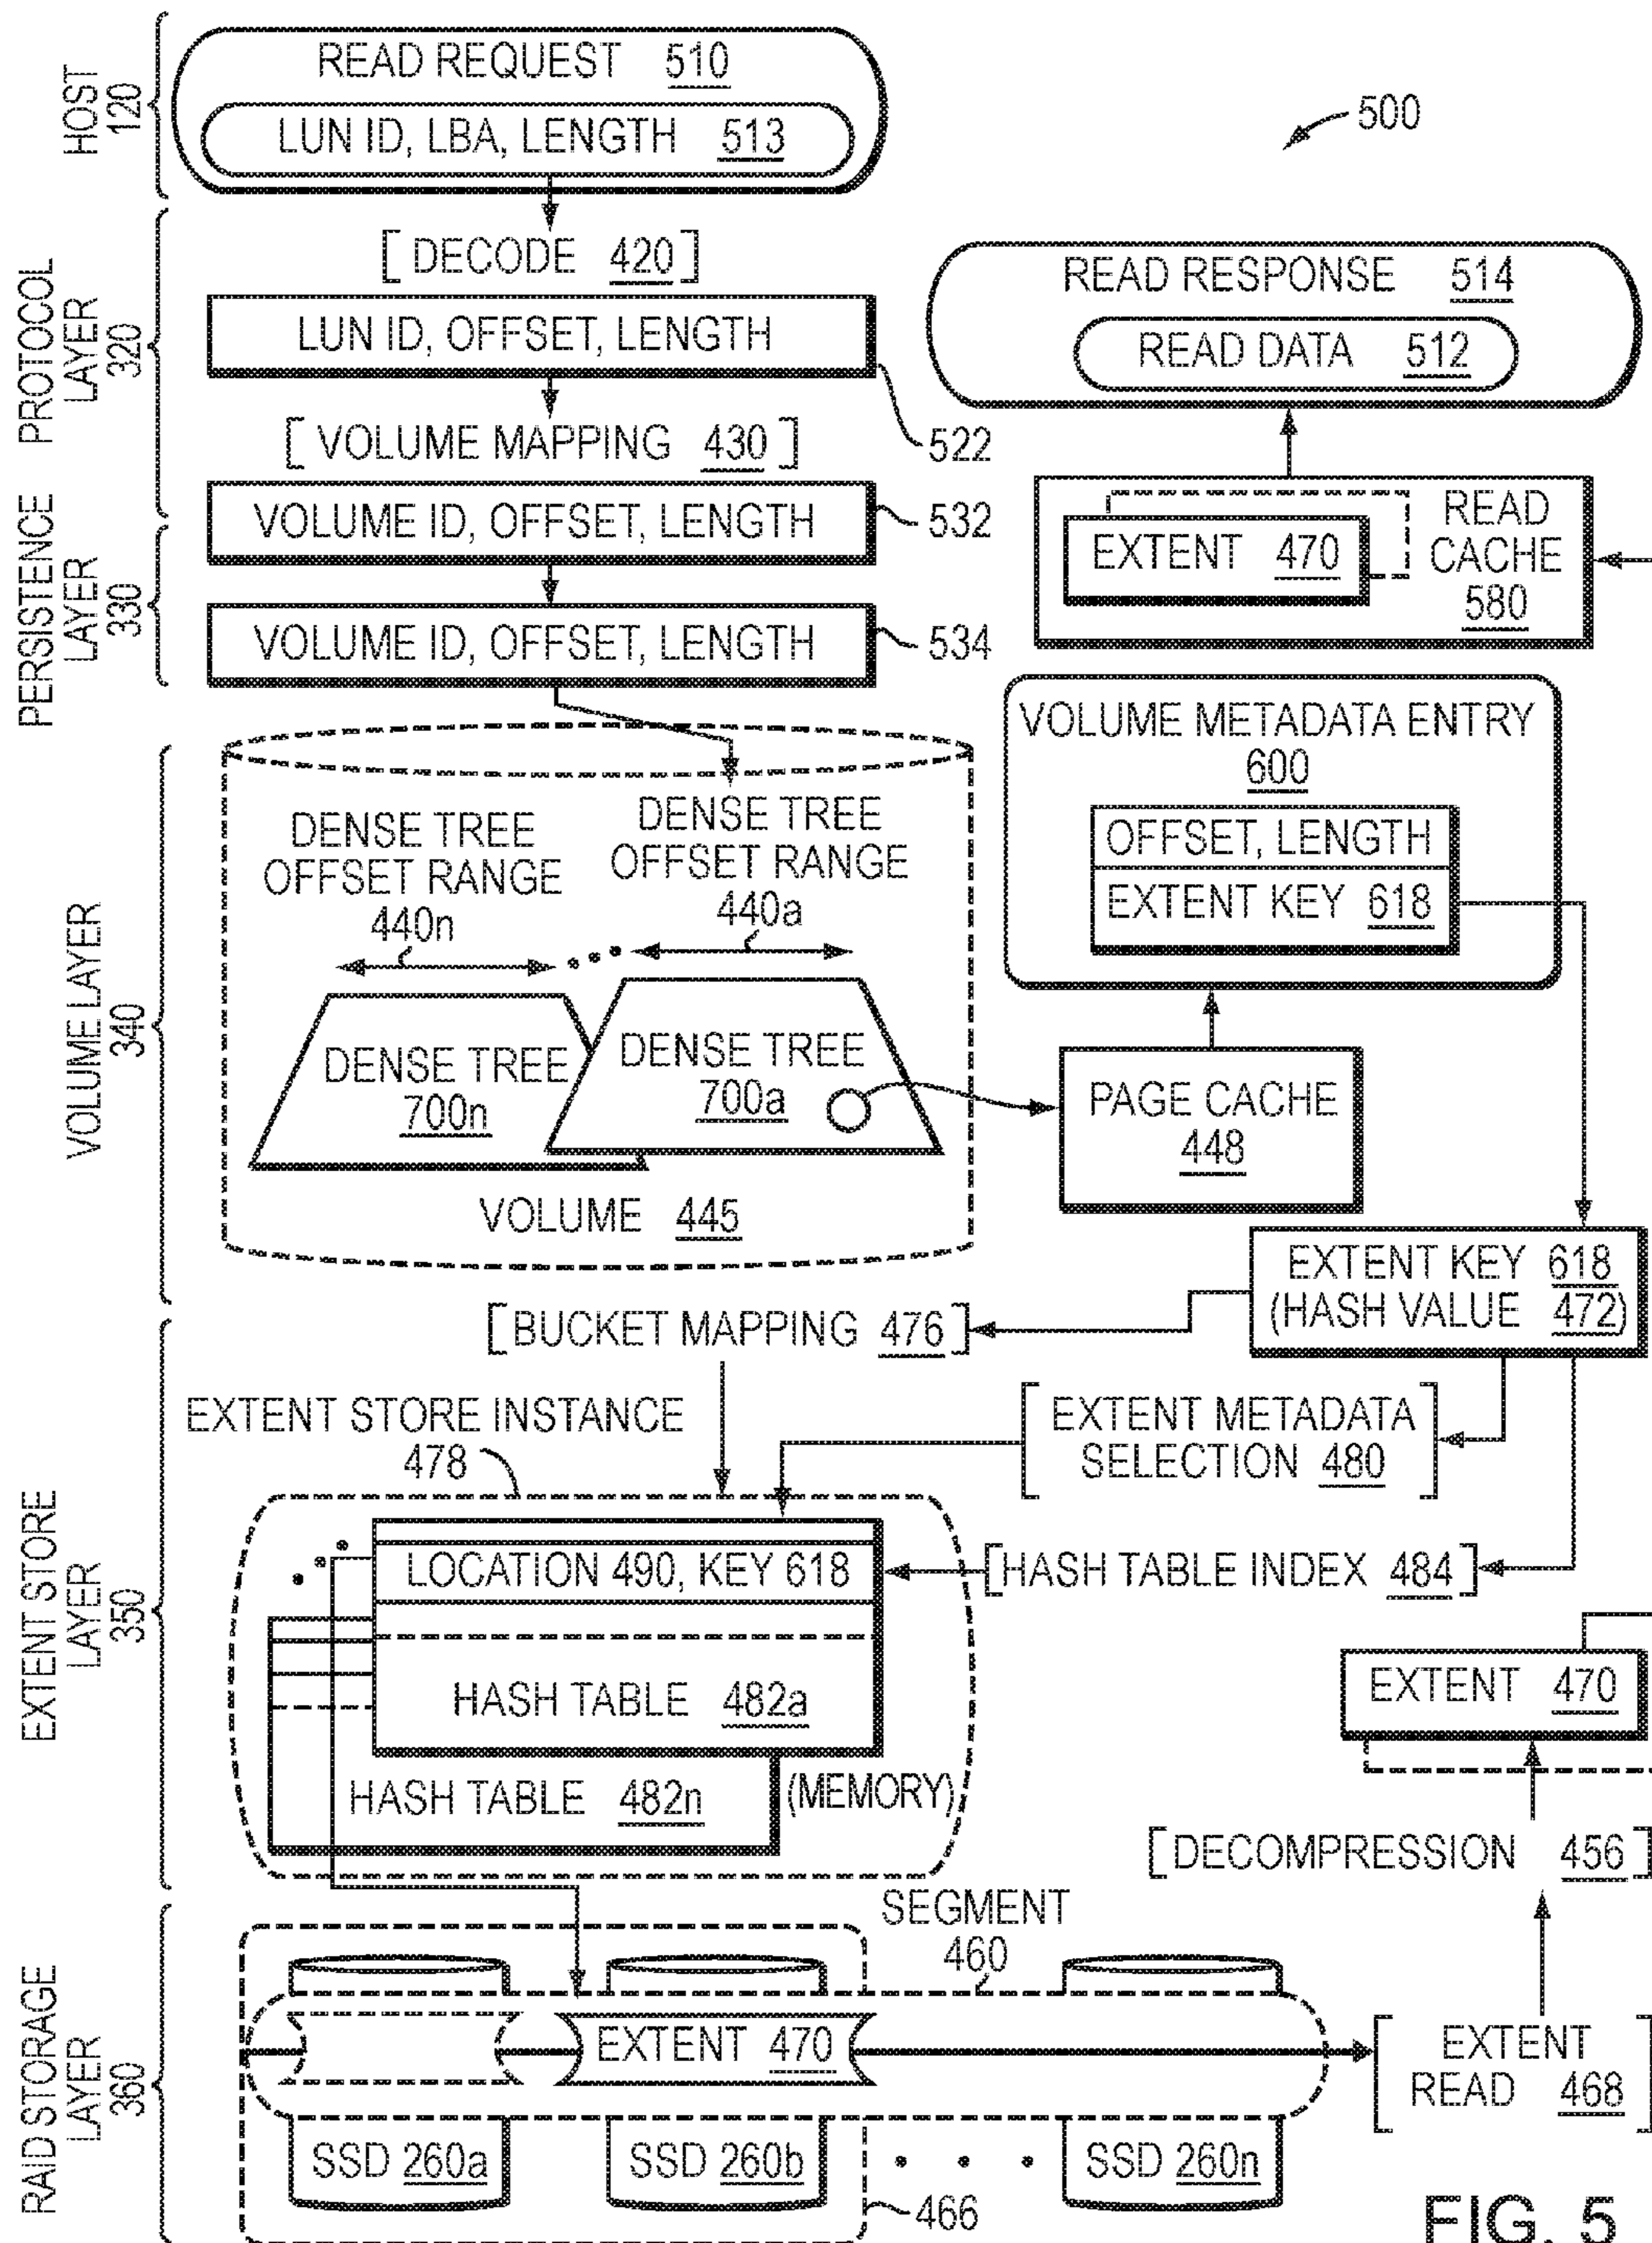 HOST
120
READ REQUEST 510
LUN ID, LBA, LENGTH 513
500
PROTOCOL
LAYER
320
[DECODE 420]
LUN ID, OFFSET, LENGTH
522
[VOLUME MAPPING 430]
VOLUME ID, OFFSET, LENGTH
532
READ RESPONSE 514
READ DATA 512
EXTENT 470
READ
CACHE
580
PERSISTENCE
LAYER
330
VOLUME ID, OFFSET, LENGTH
534
VOLUME LAYER
340
DENSE TREE
OFFSET RANGE
440n
DENSE TREE
OFFSET RANGE
440a
DENSE TREE
700n
DENSE TREE
700a
VOLUME 445
VOLUME METADATA ENTRY
600
OFFSET, LENGTH
EXTENT KEY 618
PAGE CACHE
448
EXTENT KEY 618
(HASH VALUE 472)
[BUCKET MAPPING 476]
EXTENT STORE
LAYER
350
EXTENT STORE INSTANCE
478
[EXTENT METADATA
SELECTION 480]
LOCATION 490, KEY 618
[HASH TABLE INDEX 484]
HASH TABLE 482a
HASH TABLE 482n
(MEMORY)
EXTENT 470
[DECOMPRESSION 456]
RAID STORAGE
LAYER
360
SEGMENT
460
EXTENT 470
[EXTENT
READ 468]
SSD 260a
SSD 260b
. . .
SSD 260n
466
FIG. 5